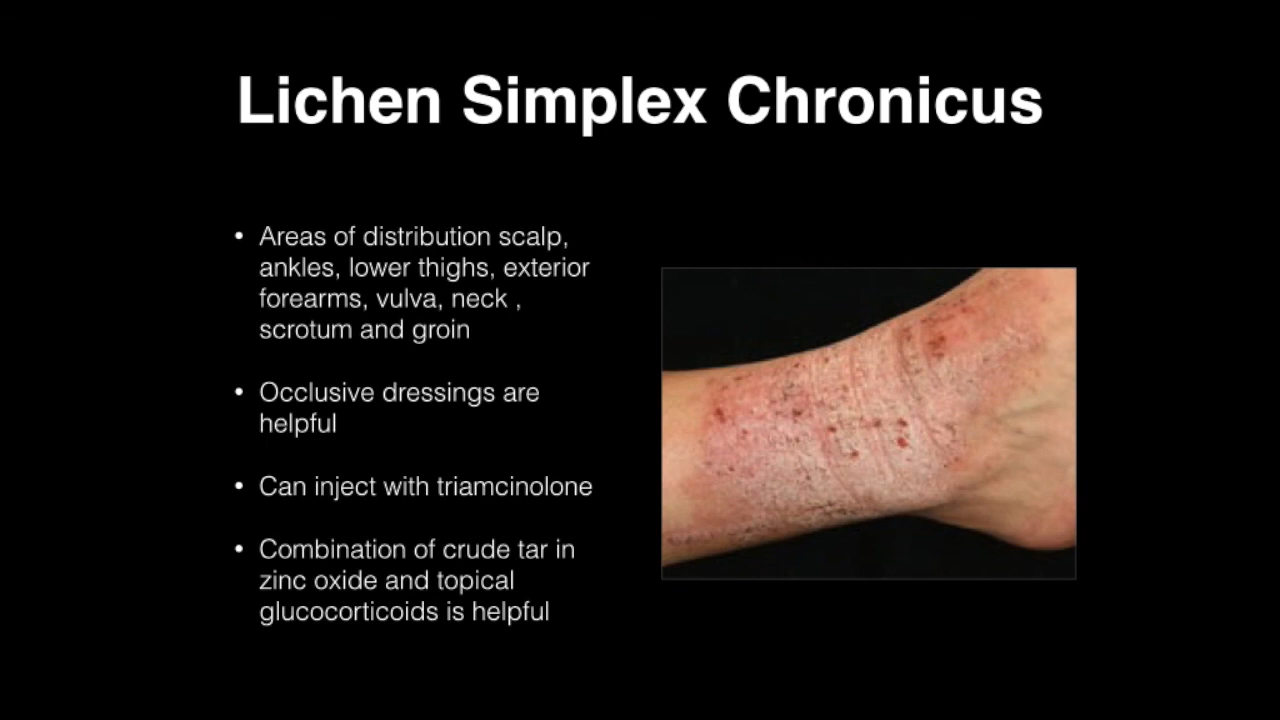 Lichen Simplex Chronicus
• Areas of distribution scalp,
ankles, lower thighs, exterior
forearms, vulva, neck ,
scrotum and groin
• Occlusive dressings are
helpful
• Can inject with triamcinolone
• Combination of crude tar in
zinc oxide and topical
glucocorticoids is helpful